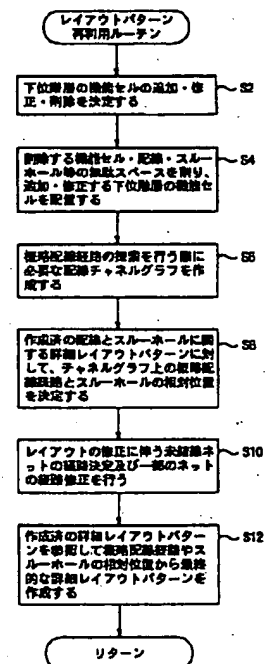 レイアウトパターン
再利用ルーチン
S2
下位階層の機能セルの追加・修
正・削除を決定する
S4
削除する機能セル・配線・スルー
ホール等の無駄スペースを削り、
追加・修正する下位階層の機能セ
ルを配置する
S6
概略配線経路の探索を行う際に
必要な配線チャネルグラフを作
成する
S8
作成済の配線とスルーホールに関
する詳細レイアウトパターンに対
して、チャネルグラフ上の概略配
線経路とスルーホールの相対位置
を決定する
S10
レイアウトの修正に伴う未結線ネ
ットの経路決定及び一部のネット
の経路修正を行う
S12
作成済の詳細レイアウトパター
ンを参照して概略配線経路やス
ルーホールの相対位置から最終
的な詳細レイアウトパターンを
作成する
リターン